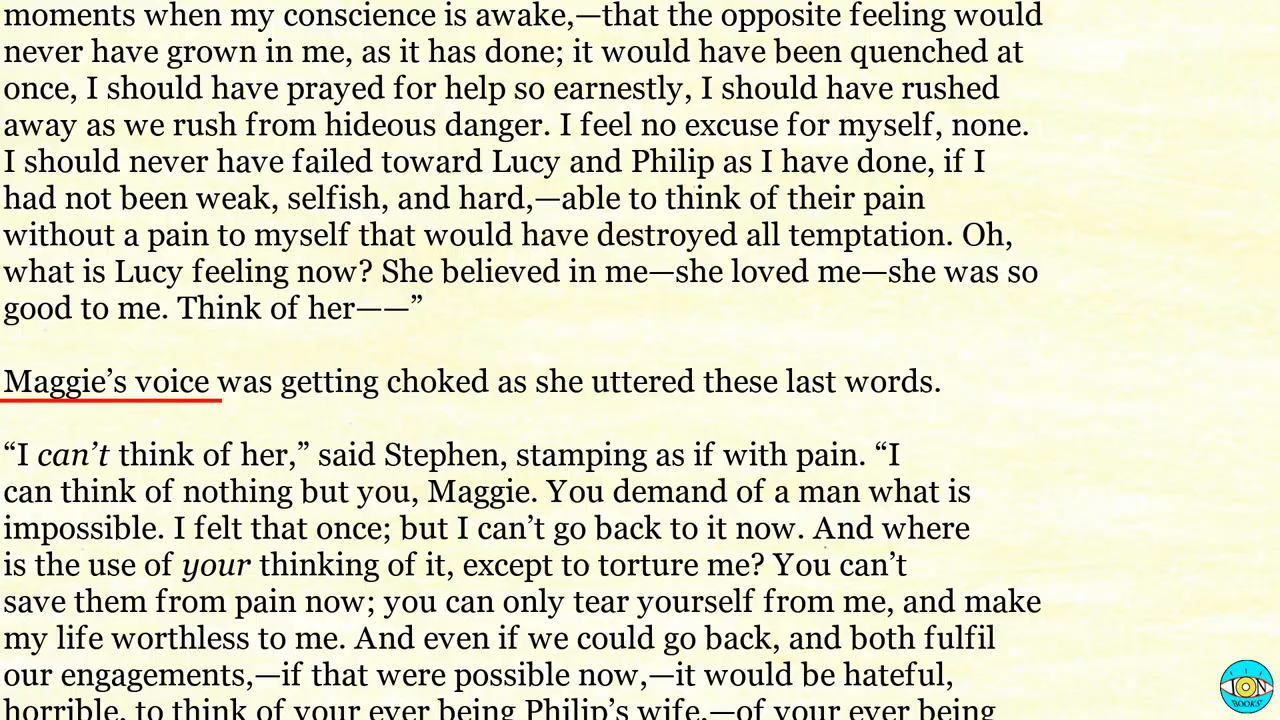 moments when my conscience is awake,—that the opposite feeling would
never have grown in me, as it has done; it would have been quenched at
once, I should have prayed for help so earnestly, I should have rushed
away as we rush from hideous danger. I feel no excuse for myself, none.
I should never have failed toward Lucy and Philip as I have done, if I
had not been weak, selfish, and hard,—able to think of their pain
without a pain to myself that would have destroyed all temptation. Oh,
what is Lucy feeling now? She believed in me—she loved me—she was so
good to me. Think of her——”
Maggie’s voice was getting choked as she uttered these last words.
“I can’t think of her,” said Stephen, stamping as if with pain. “I
can think of nothing but you, Maggie. You demand of a man what is
impossible. I felt that once; but I can’t go back to it now. And where
is the use of your thinking of it, except to torture me? You can’t
save them from pain now; you can only tear yourself from me, and make
my life worthless to me. And even if we could go back, and both fulfil
our engagements,—if that were possible now,—it would be hateful,
horrible, to think of your ever being Philip’s wife,—of your ever being
ION
BOOKS